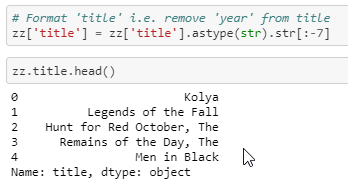 # Format 'title' i.e. remove 'year' from title
zz['title'] = zz['title'].astype(str).str[:-7]
zz.title.head()
0                        Kolya
1          Legends of the Fall
2    Hunt for Red October, The
3      Remains of the Day, The
4                 Men in Black
Name: title, dtype: object